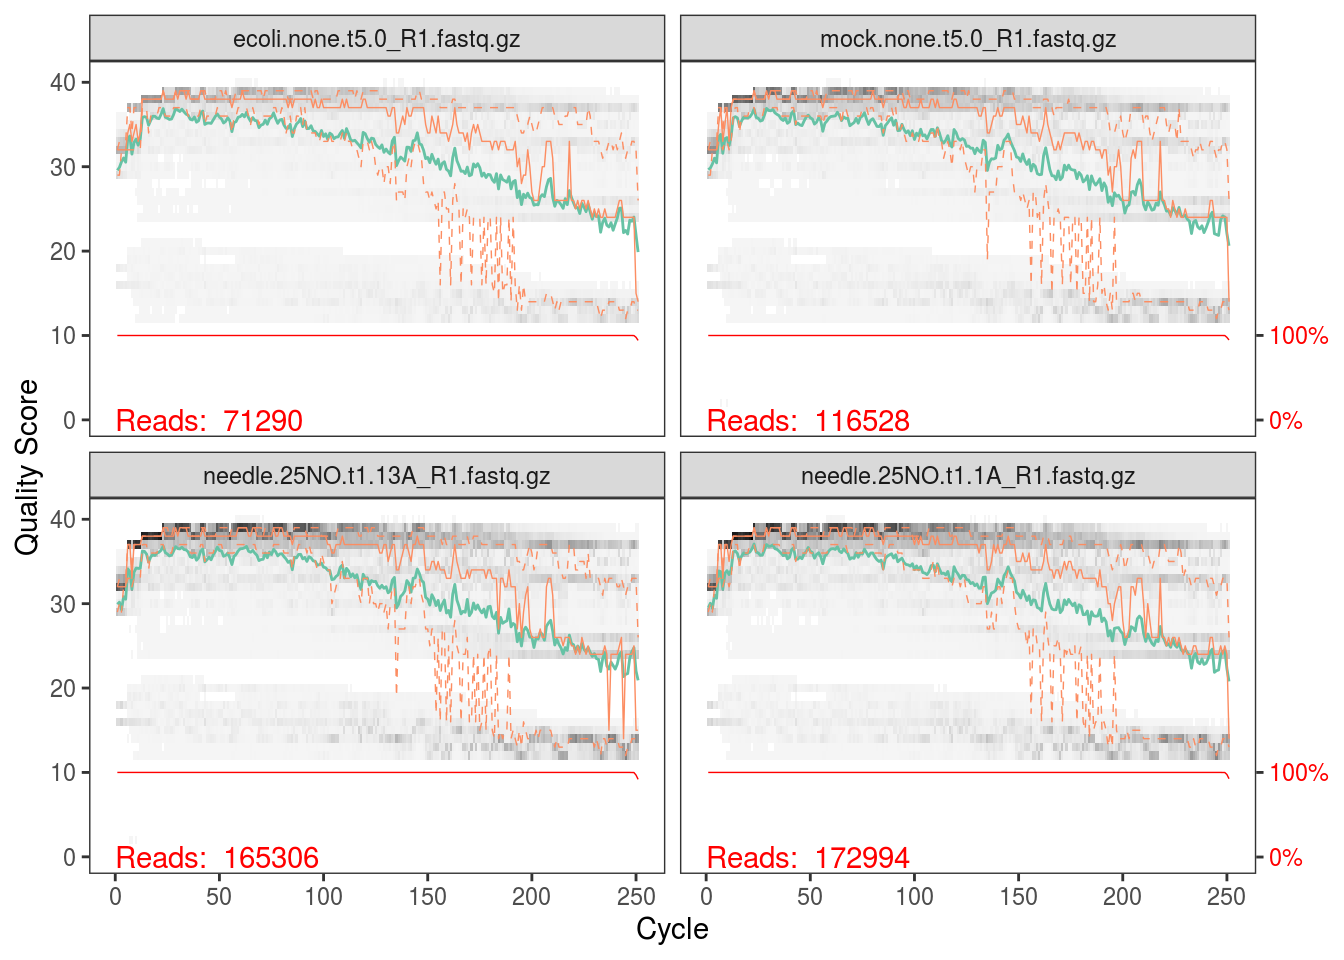 ecoli.none.t5.0_R1.fastq.gz
mock.none.t5.0_R1.fastq.gz
40
30
20
10
0
Reads: 71290
Reads: 116528
100%
0%
needle.25NO.t1.13A_R1.fastq.gz
needle.25NO.t1.1A_R1.fastq.gz
40
30
20
10
0
Reads: 165306
Reads: 172994
100%
0%
0 50 100 150 200 250
0 50 100 150 200 250
Cycle
Quality Score